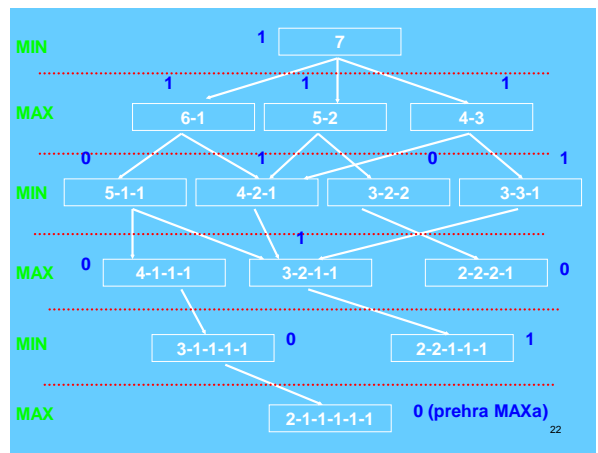 MIN 1 7
1 1 1
MAX 6-1 5-2 4-3
0 1 0 1
MIN 5-1-1 4-2-1 3-2-2 3-3-1
1
MAX 0 4-1-1-1 3-2-1-1 2-2-2-1 0
MIN 3-1-1-1-1 0 2-2-1-1-1 1
MAX 2-1-1-1-1-1 0 (prehra MAXa)
22